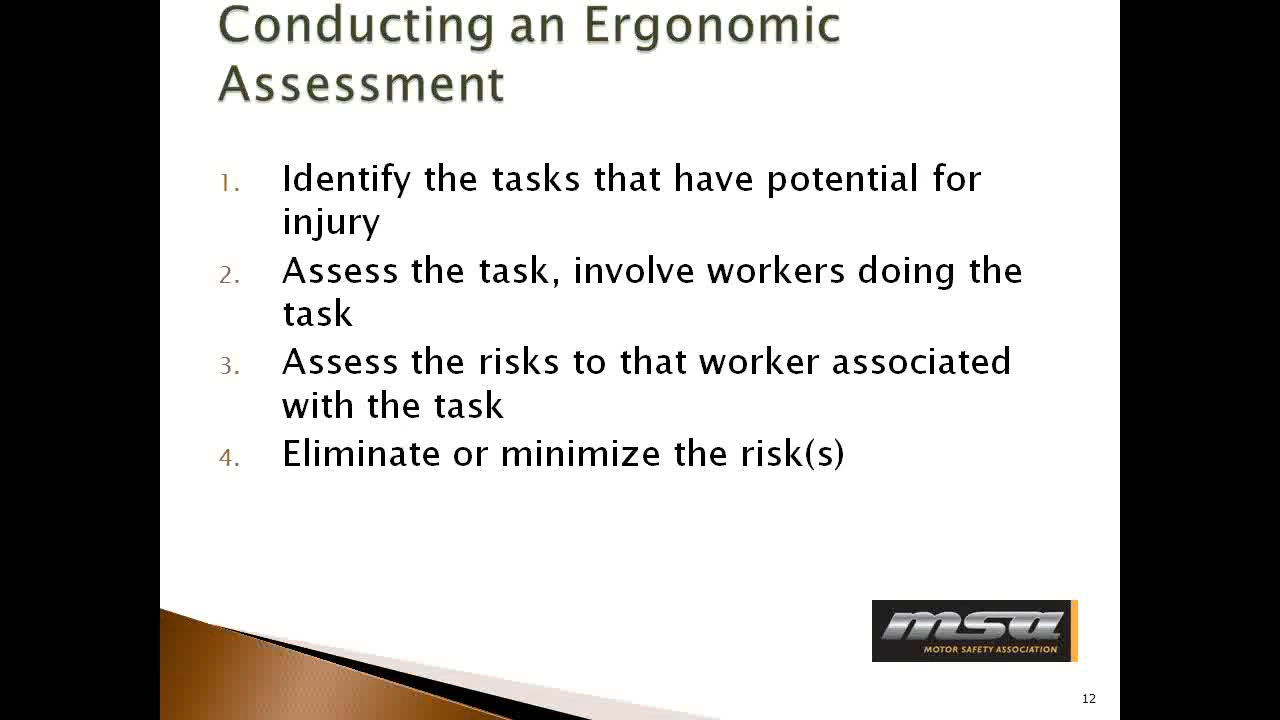 Conducting an Ergonomic
Assessment
1. Identify the tasks that have potential for
injury
2. Assess the task, involve workers doing the
task
3. Assess the risks to that worker associated
with the task
4. Eliminate or minimize the risk(s)
msa
MOTOR SAFETY ASSOCIATION
12